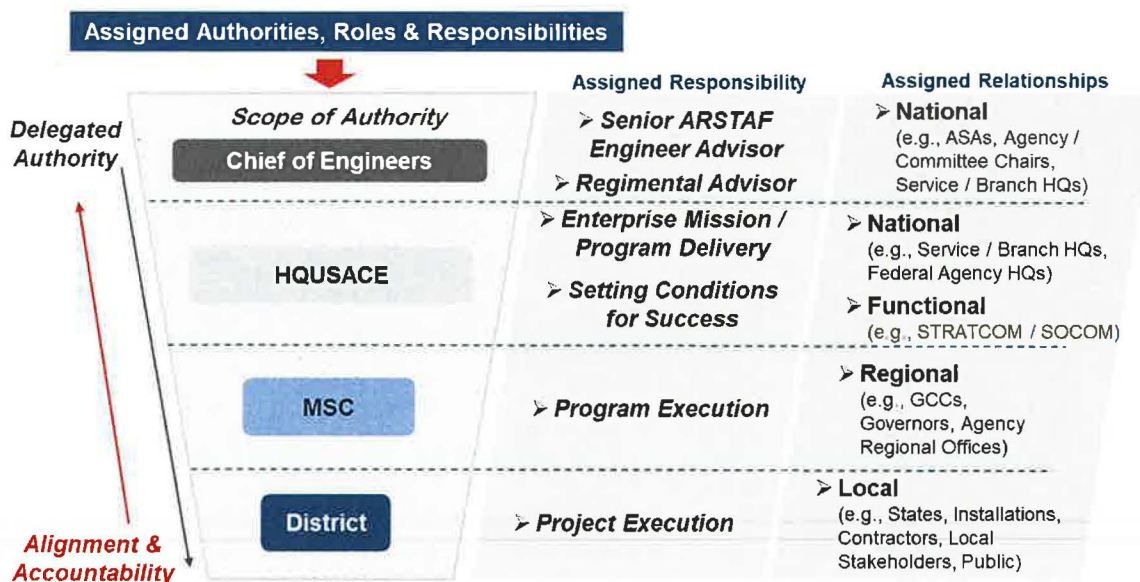 Assigned Authorities, Roles & Responsibilities
Assigned Responsibility
Assigned Relationships
Delegated
Authority
Scope of Authority
Chief of Engineers
➢ Senior ARSTAF
Engineer Advisor
➢ Regimental Advisor
➢ National
(e.g., ASAs, Agency /
Committee Chairs,
Service / Branch HQs)
HQUSACE
➢ Enterprise Mission /
Program Delivery
➢ Setting Conditions
for Success
➢ National
(e.g., Service / Branch HQs,
Federal Agency HQs)
➢ Functional
(e.g., STRATCOM / SOCOM)
MSC
➢ Program Execution
➢ Regional
(e.g., GCCs,
Governors, Agency
Regional Offices)
District
➢ Project Execution
➢ Local
(e.g., States, Installations,
Contractors, Local
Stakeholders, Public)
Alignment &
Accountability